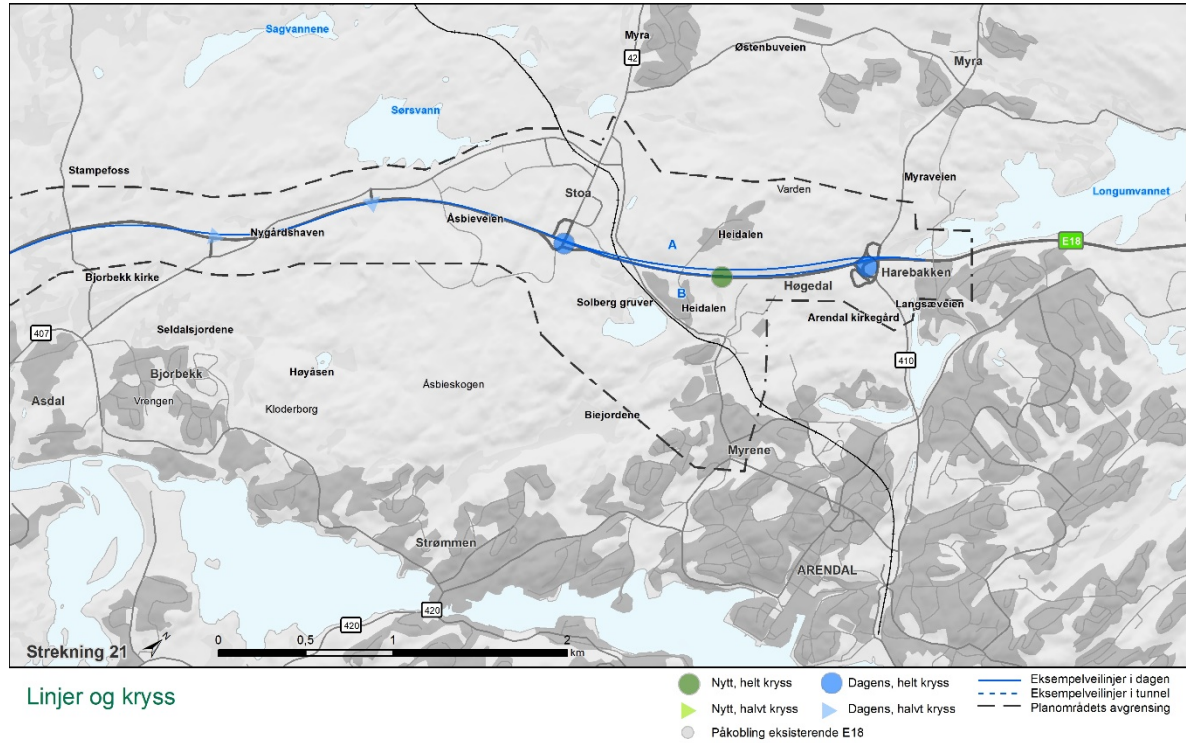 Sagvannene
Myra
Østenbuveien
42
Myra
Sørsvann
Stampefoss
Stoa
Varden
Myraveien
Longumvannet
Åsbieveien
Nygårdshaven
A
Heidalen
E18
Harebakken
Bjorbekk kirke
B
Høgedal
Solberg gruver
Heidalen
Langsæveien
Arendal kirkegård
407
Seldalsjordene
410
Bjorbekk
Høyåsen
Åsbieskogen
Asdal
Vrengen
Kloderborg
Biejordene
Myrene
Strømmen
ARENDAL
420
420
Strekning 21
N
0 0,5 1 2
km
Linjer og kryss
Nytt, helt kryss
Dagens, helt kryss
Eksempelveilinjer i dagen
Eksempelveilinjer i tunnel
Nytt, halvt kryss
Dagens, halvt kryss
Planområdets avgrensing
Påkobling eksisterende E18